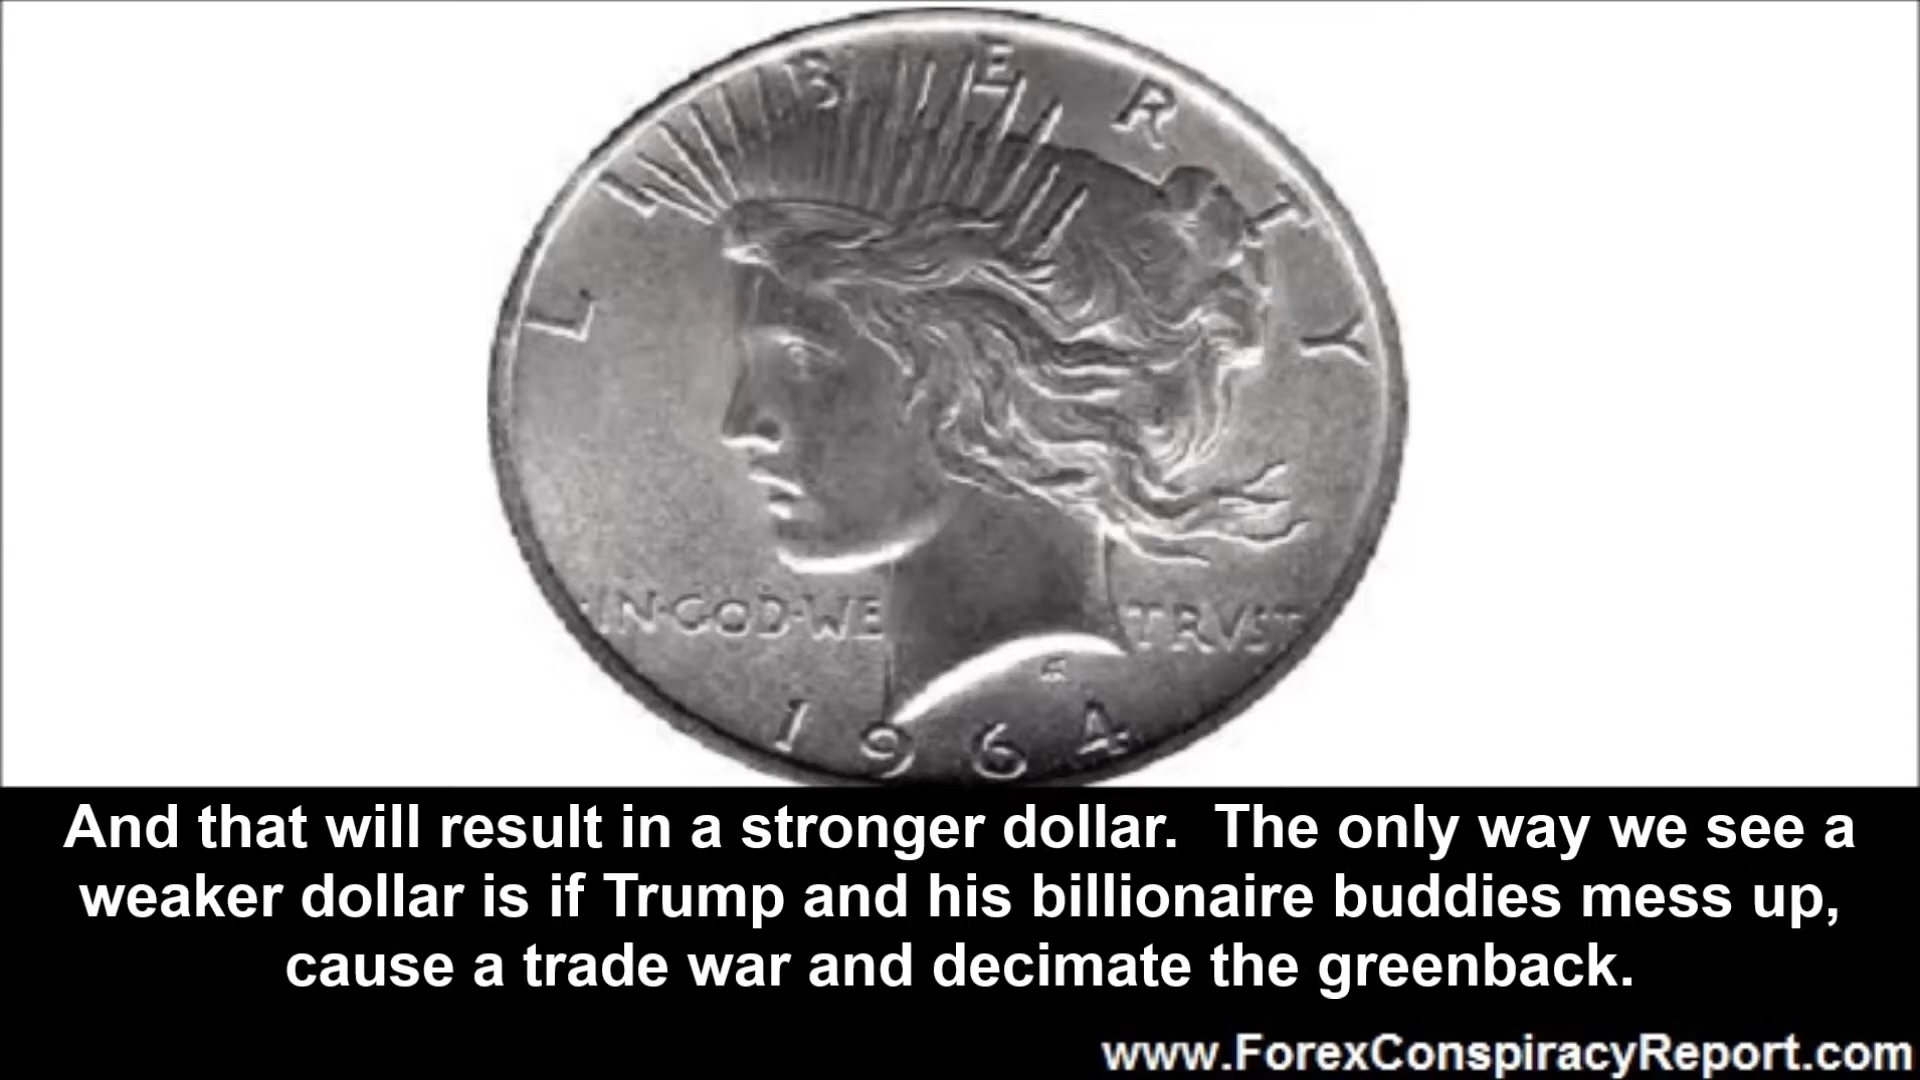 LIBERTY
IN·GOD·WE TRVST
1964
And that will result in a stronger dollar.  The only way we see a
weaker dollar is if Trump and his billionaire buddies mess up,
cause a trade war and decimate the greenback.
www.ForexConspiracyReport.com